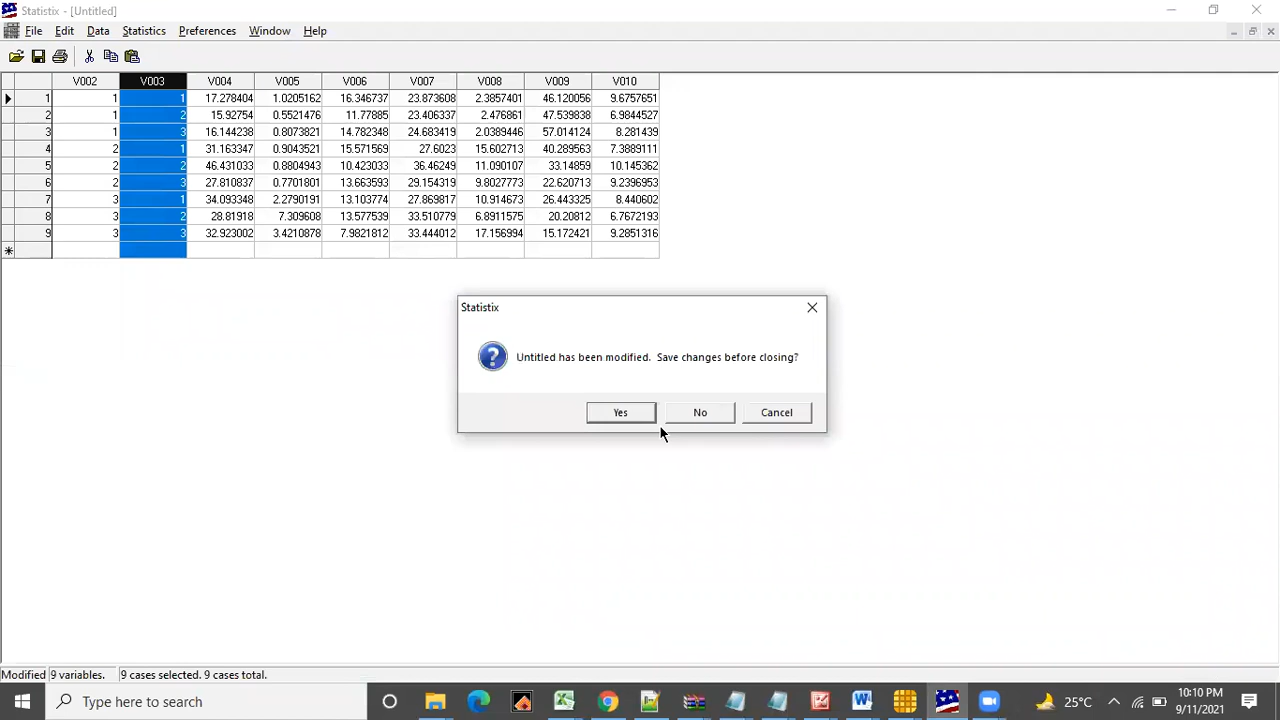 Statistix - [Untitled]
File Edit Data Statistics Preferences Window Help
V002 V003 V004 V005 V006 V007 V008 V009 V010
1 1 1 17.278404 1.0205162 16.346737 23.873608 2.3857401 46.120056 9.6757651
2 1 2 15.92754 0.5521476 11.77895 23.406337 2.476861 47.539838 6.9844527
3 1 3 16.144238 0.8073821 14.782348 24.683419 2.0389446 57.014124 8.281439
4 2 1 31.163347 0.9043521 15.571569 27.6023 15.602713 40.289563 7.3889111
5 2 2 46.431033 0.8804943 10.423033 36.46249 11.090107 33.14859 10.145362
6 2 3 27.810837 0.7701801 13.663593 29.154319 9.8027773 22.620713 9.2396953
7 3 1 34.093348 2.2790191 13.103774 27.869817 10.914673 26.443325 8.440602
8 3 2 28.81918 7.309608 13.577539 33.510779 6.8911575 20.20812 6.7672193
9 3 3 32.923002 3.4210878 7.9821812 33.444012 17.156994 15.172421 9.2851316
Statistix
Untitled has been modified. Save changes before closing?
Yes No Cancel
Modified 9 variables. 9 cases selected. 9 cases total.
Type here to search
25°C
10:10 PM
9/11/2021